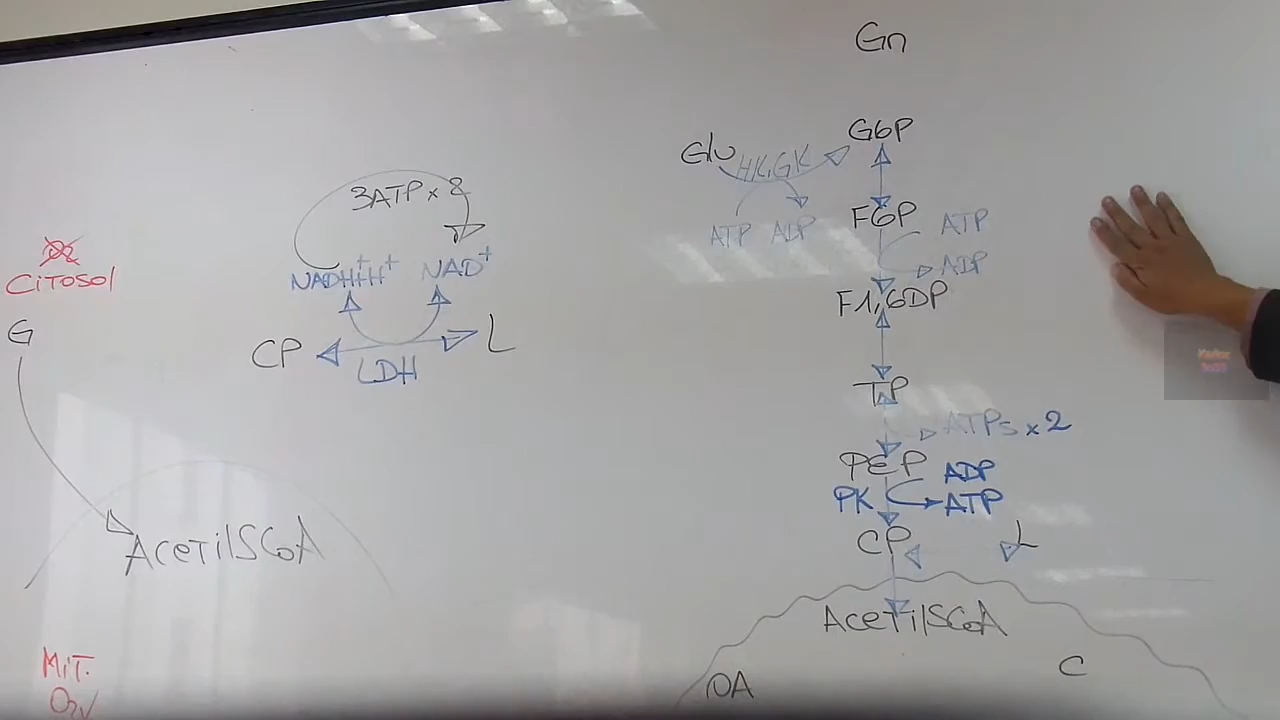 Gn
G6P
Glu HK,GK
F6P ATP
ATP ADP
ADP
F1,6DP
TP
ATPs x2
PEP ADP
PK ATP
CP L
AcetilSCoA
OA C
3ATP x 2
NADH+H+ NAD+
CP L
LDH
O2
CiTOSOl
G
AcetilSCoA
MiT.